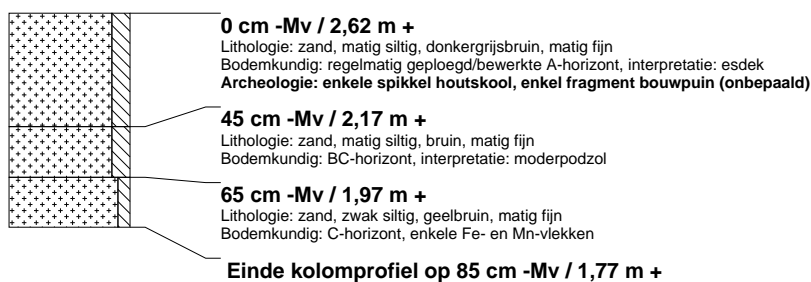 0 cm -Mv / 2,62 m +
Lithologie: zand, matig siltig, donkergrijsbruin, matig fijn
Bodemkundig: regelmatig geploegd/bewerkte A-horizont, interpretatie: esdek
Archeologie: enkele spikkel houtskool, enkel fragment bouwpuin (onbepaald)
45 cm -Mv / 2,17 m +
Lithologie: zand, matig siltig, bruin, matig fijn
Bodemkundig: BC-horizont, interpretatie: moderpodzol
65 cm -Mv / 1,97 m +
Lithologie: zand, zwak siltig, geelbruin, matig fijn
Bodemkundig: C-horizont, enkele Fe- en Mn-vlekken
Einde kolomprofiel op 85 cm -Mv / 1,77 m +